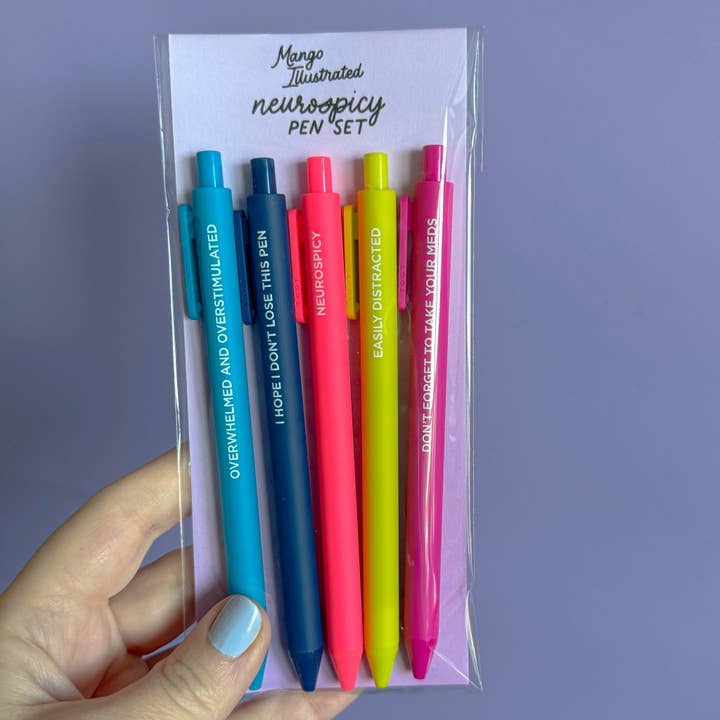 Mango
Illustrated
neurospicy
PEN SET
OVERWHELMED AND OVERSTIMULATED
I HOPE I DON'T LOSE THIS PEN
NEUROSPICY
EASILY DISTRACTED
DON'T FORGET TO TAKE YOUR MEDS